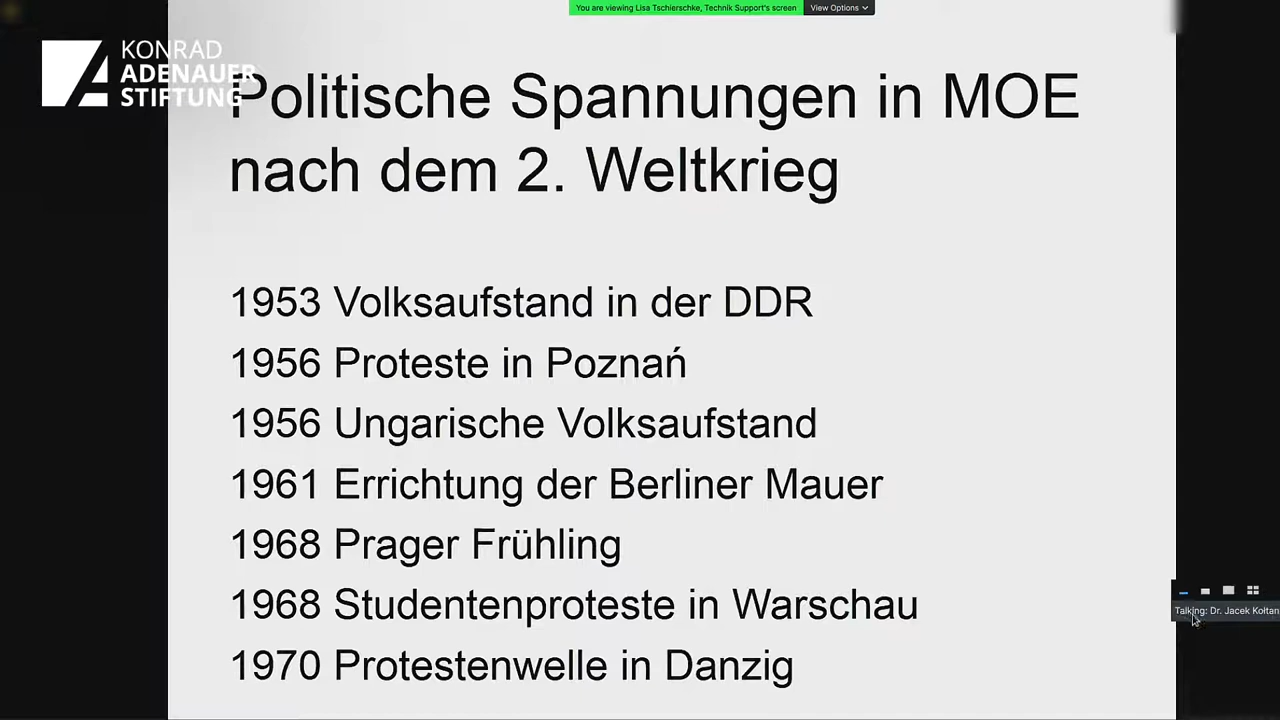 You are viewing Lisa Tschierschke, Technik Support's screen
View Options
KONRAD
ADENAUER
STIFTUNG
Politische Spannungen in MOE
nach dem 2. Weltkrieg
1953 Volksaufstand in der DDR
1956 Proteste in Poznań
1956 Ungarische Volksaufstand
1961 Errichtung der Berliner Mauer
1968 Prager Frühling
1968 Studentenproteste in Warschau
1970 Protestenwelle in Danzig
Talking: Dr. Jacek Kołtan